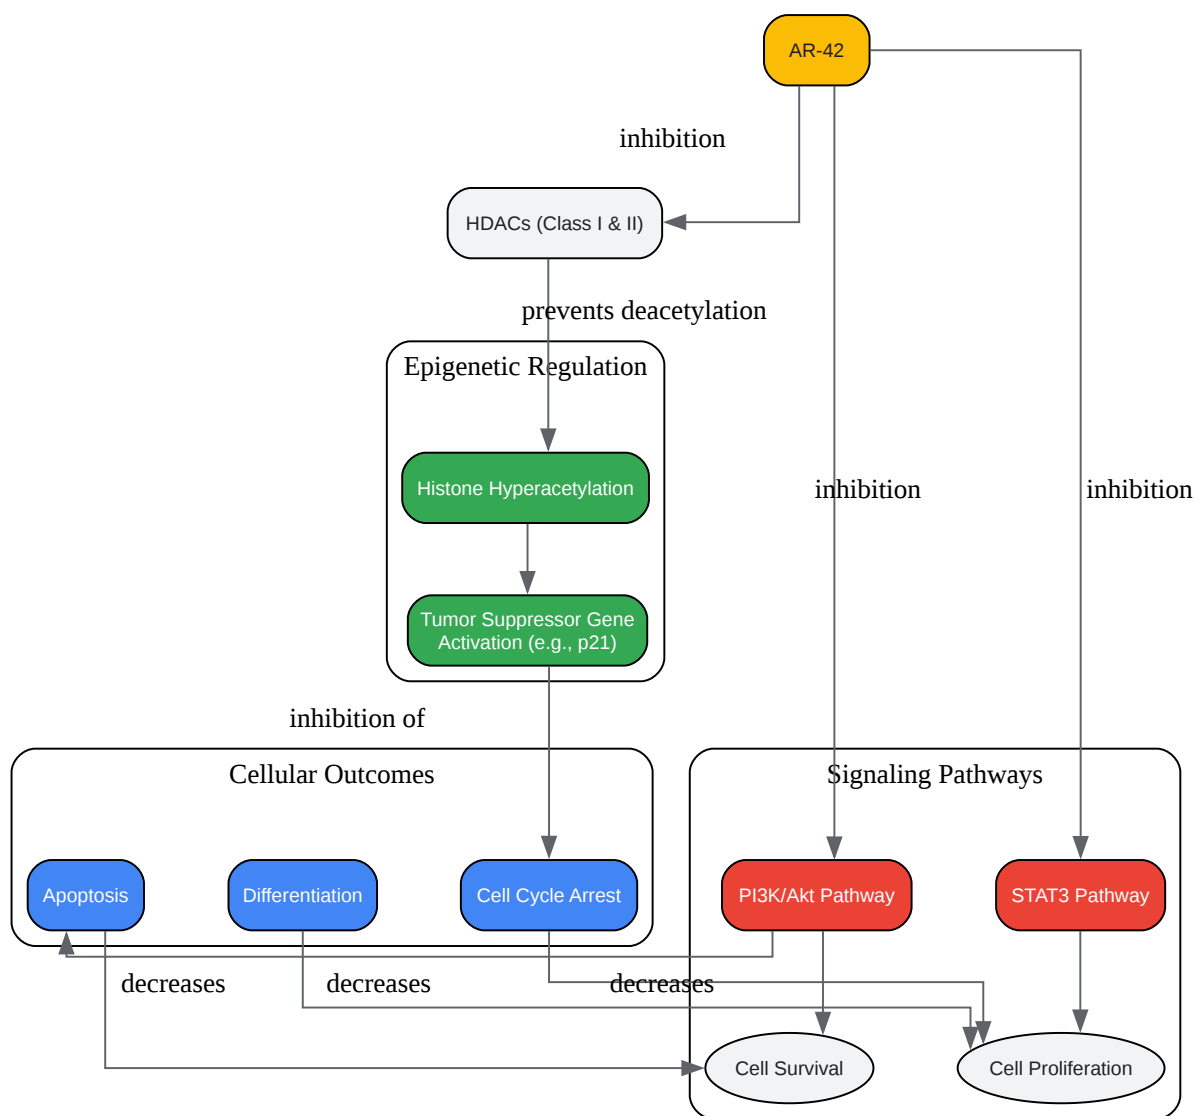 AR-42
inhibition
HDACs (Class I & II)
prevents deacetylation
Epigenetic Regulation
Histone Hyperacetylation
inhibition
inhibition
Tumor Suppressor Gene
Activation (e.g., p21)
inhibition of
Cellular Outcomes
Signaling Pathways
Apoptosis
Differentiation
Cell Cycle Arrest
PI3K/Akt Pathway
STAT3 Pathway
decreases
decreases
decreases
Cell Survival
Cell Proliferation